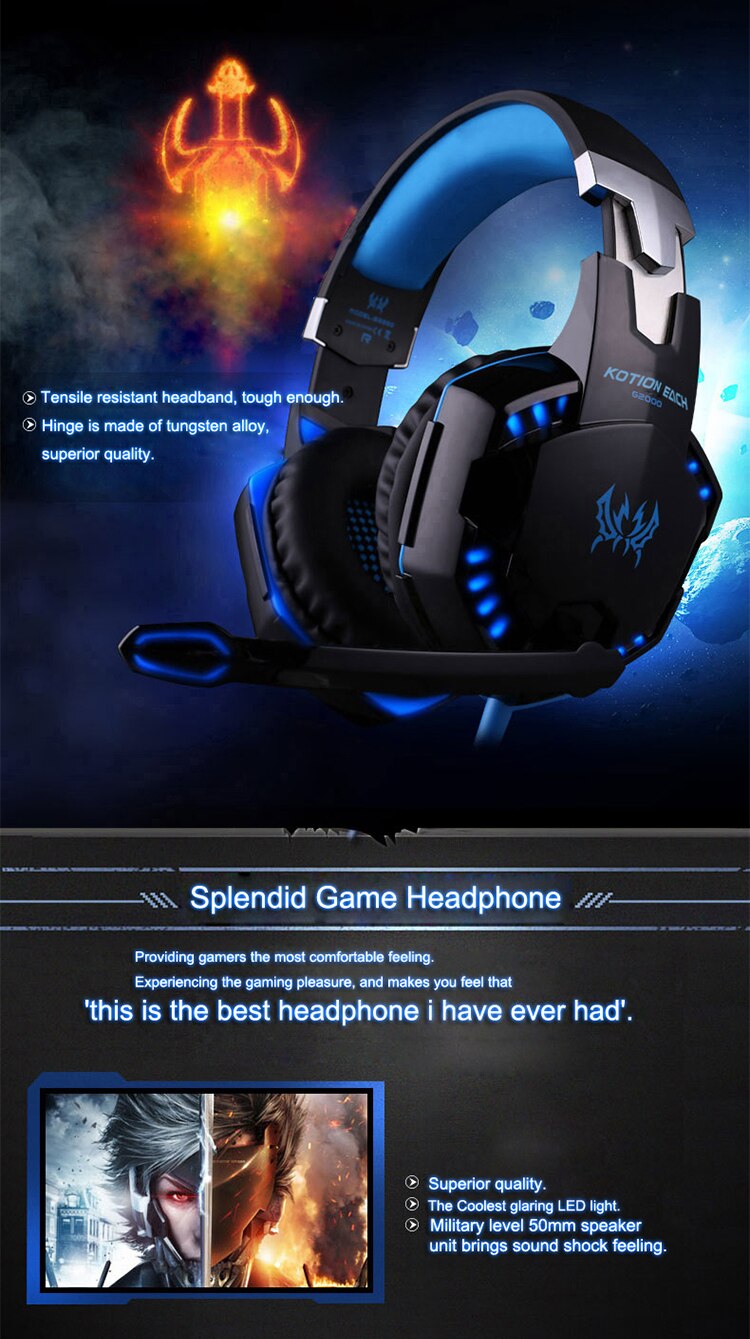 Tensile resistant headband, tough enough.
Hinge is made of tungsten alloy,
superior quality.
KOTION EACH
G2000
R
Splendid Game Headphone
Providing gamers the most comfortable feeling.
Experiencing the gaming pleasure, and makes you feel that
'this is the best headphone i have ever had'.
Superior quality.
The Coolest glaring LED light.
Military level 50mm speaker
unit brings sound shock feeling.